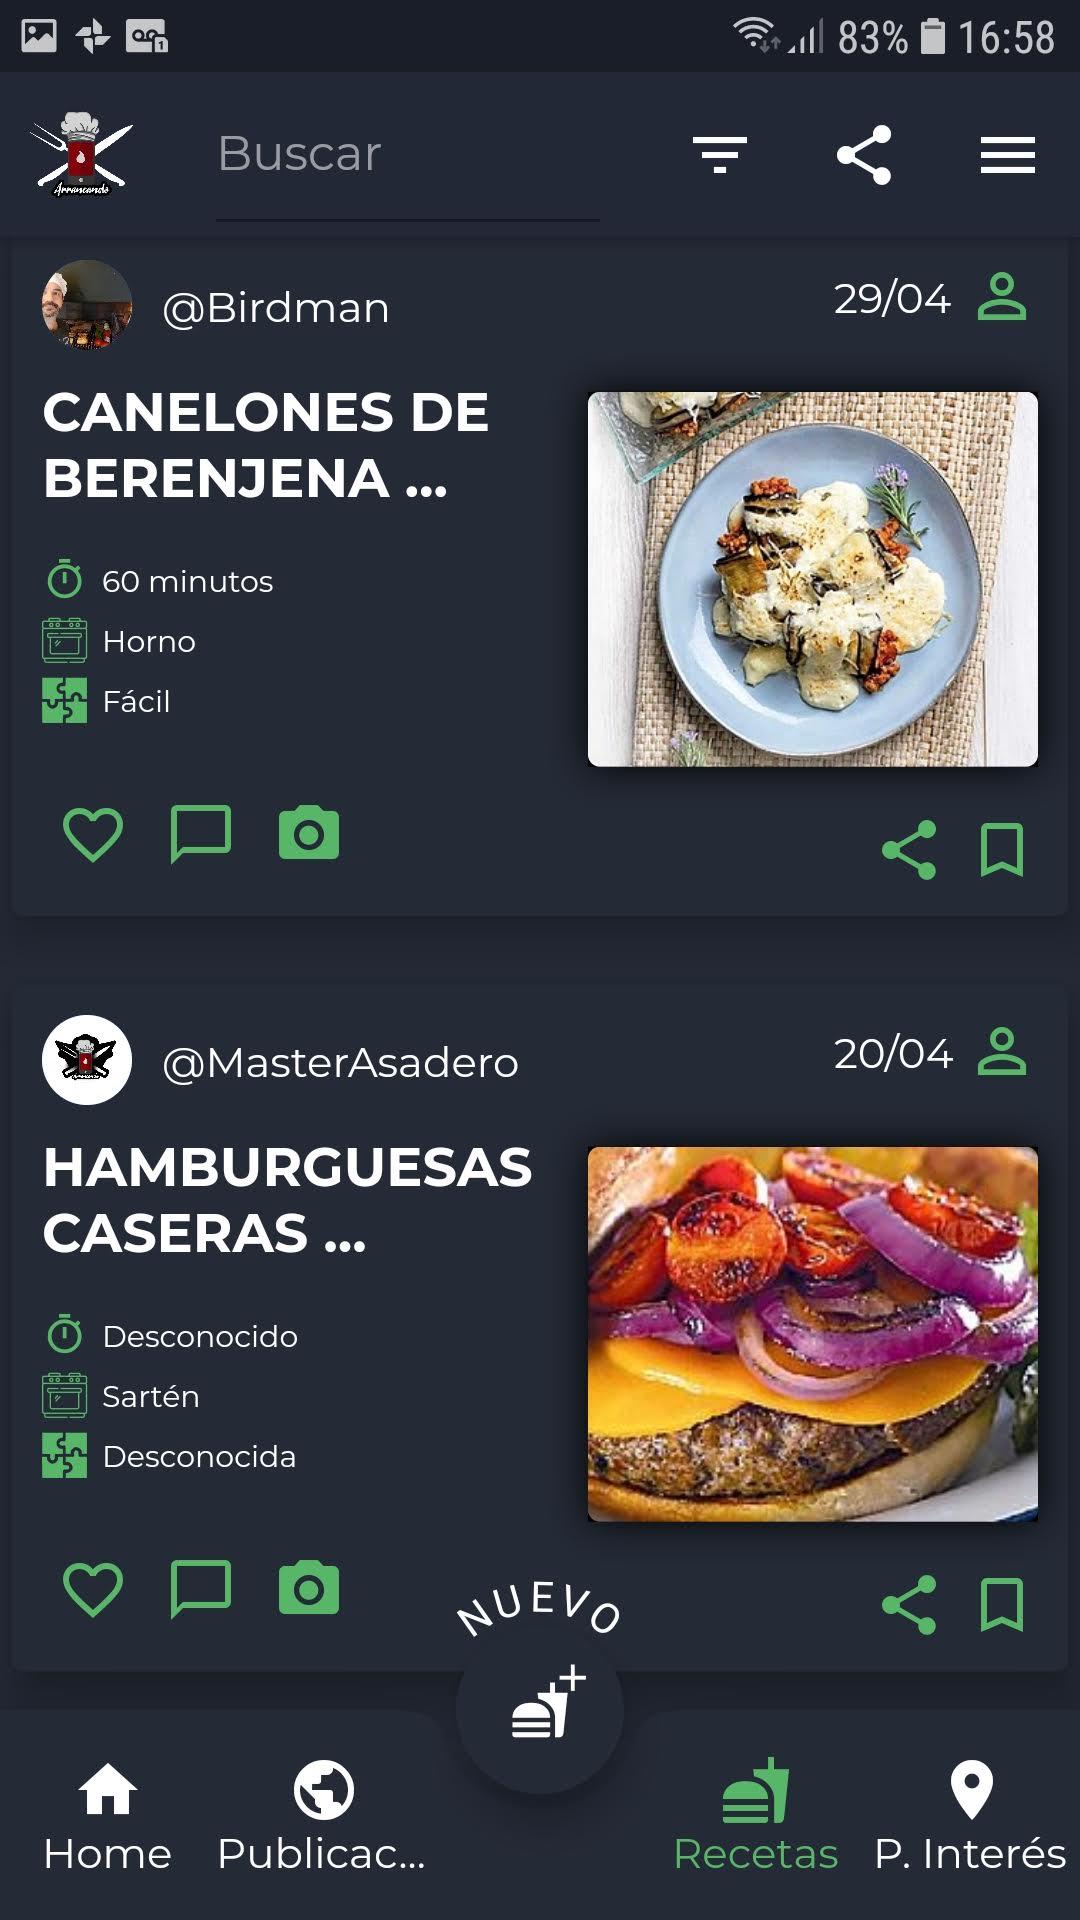 83% 16:58
Arrancando
Buscar
@Birdman
29/04
CANELONES DE
BERENJENA ...
60 minutos
Horno
Fácil
@MasterAsadero
20/04
HAMBURGUESAS
CASERAS ...
Desconocido
Sartén
Desconocida
NUEVO
Home
Publicac...
Recetas
P. Interés